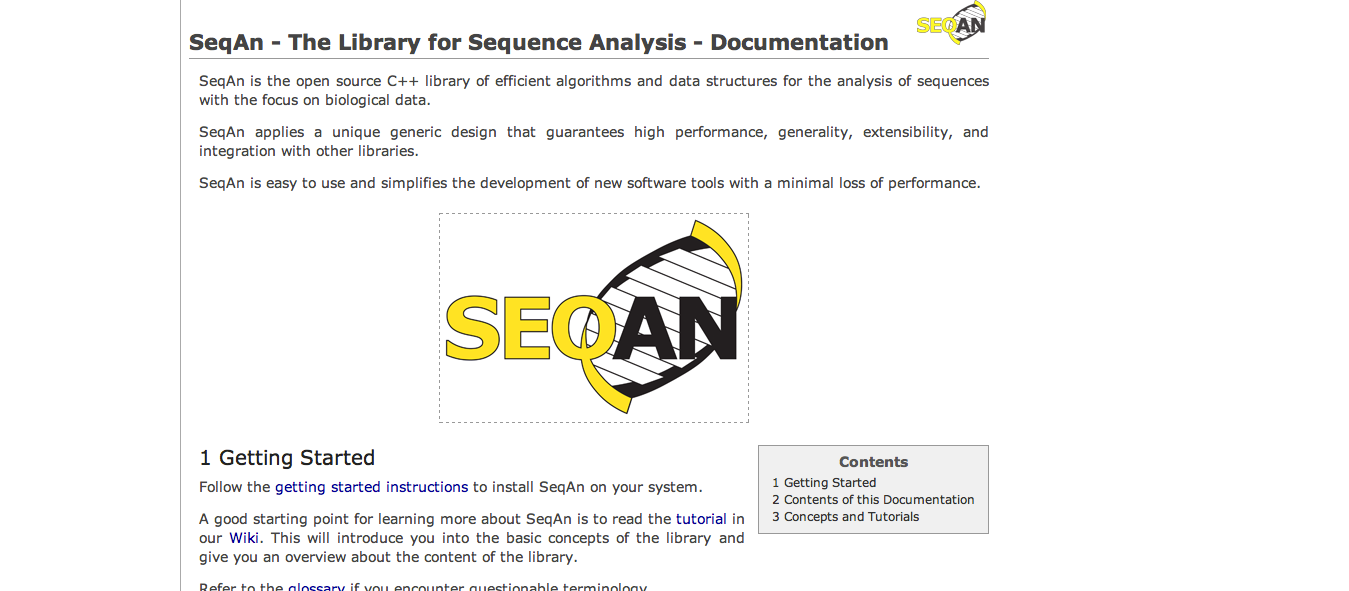 SEQAN
SeqAn - The Library for Sequence Analysis - Documentation
SeqAn is the open source C++ library of efficient algorithms and data structures for the analysis of sequences
with the focus on biological data.
SeqAn applies a unique generic design that guarantees high performance, generality, extensibility, and
integration with other libraries.
SeqAn is easy to use and simplifies the development of new software tools with a minimal loss of performance.
SEQAN
1 Getting Started
Follow the getting started instructions to install SeqAn on your system.
A good starting point for learning more about SeqAn is to read the tutorial in
our Wiki. This will introduce you into the basic concepts of the library and
give you an overview about the content of the library.
Refer to the glossary if you encounter questionable terminology.
Contents
1 Getting Started
2 Contents of this Documentation
3 Concepts and Tutorials